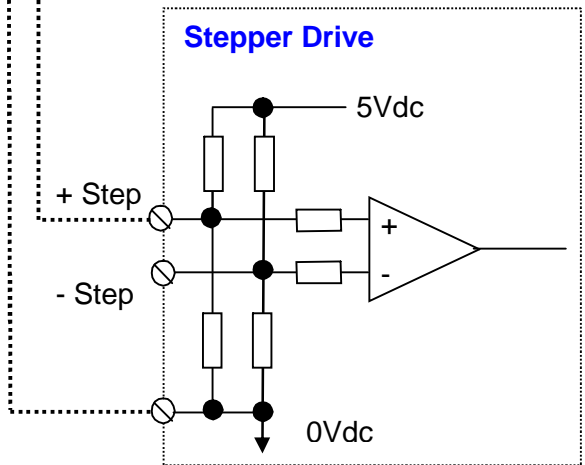 Stepper Drive
5Vdc
+ Step
+
-
- Step
0Vdc